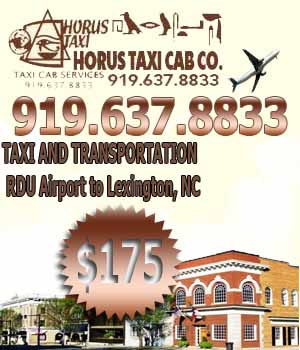 HORUS
TAXI
TAXI CAB SERVICES
919.637.8833
HORUS TAXI CAB CO.
919.637.8833
919.637.8833
TAXI AND TRANSPORTATION
RDU Airport to Lexington, NC
$175